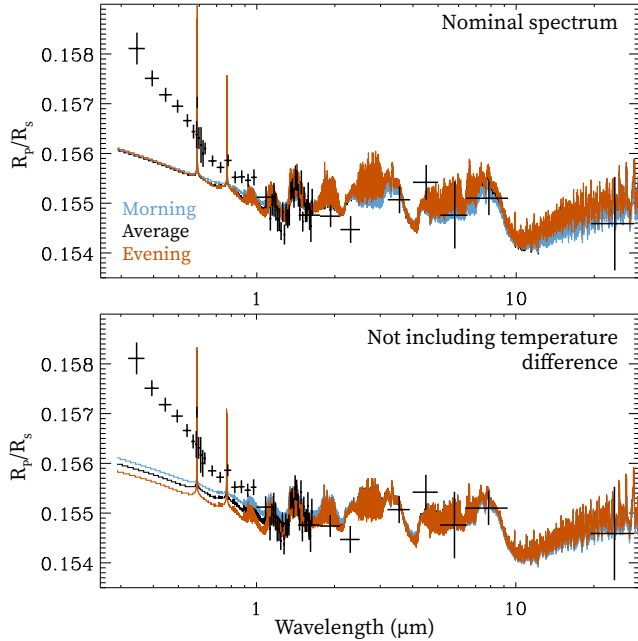 Nominal spectrum
0.158
0.157
0.156
0.155
0.154
Rp/Rs
Morning
Average
Evening
1
10
Not including temperature
difference
0.158
0.157
0.156
0.155
0.154
Rp/Rs
1
10
Wavelength (μm)